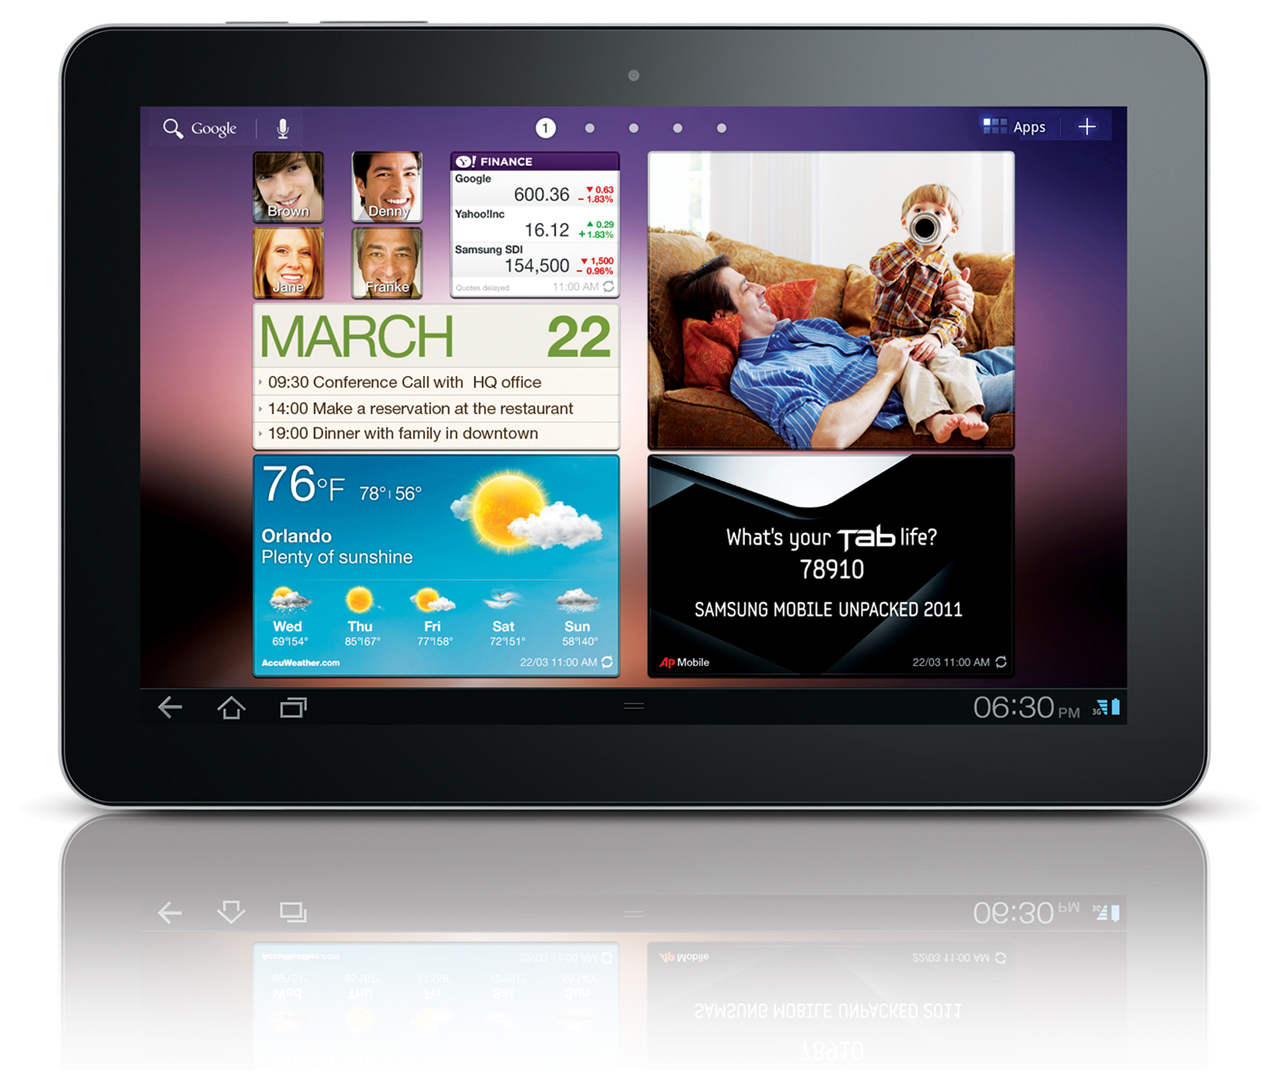 Google
1
Apps
Brown
Denny
Jane
Franke
Y! FINANCE
Google
600.36 ▼ 0.63
− 1.83%
Yahoo!Inc
16.12 ▲ 0.29
+ 1.83%
Samsung SDI
154,500 ▼ 1,500
− 0.96%
Quotes delayed 11:00 AM
MARCH 22
09:30 Conference Call with HQ office
14:00 Make a reservation at the restaurant
19:00 Dinner with family in downtown
76°F 78° 56°
Orlando
Plenty of sunshine
Wed Thu Fri Sat Sun
69°|54° 85°|67° 77°|58° 72°|51° 58°|40°
AccuWeather.com 22/03 11:00 AM
What's your Tab life?
78910
SAMSUNG MOBILE UNPACKED 2011
AP Mobile 22/03 11:00 AM
06:30 PM 3G